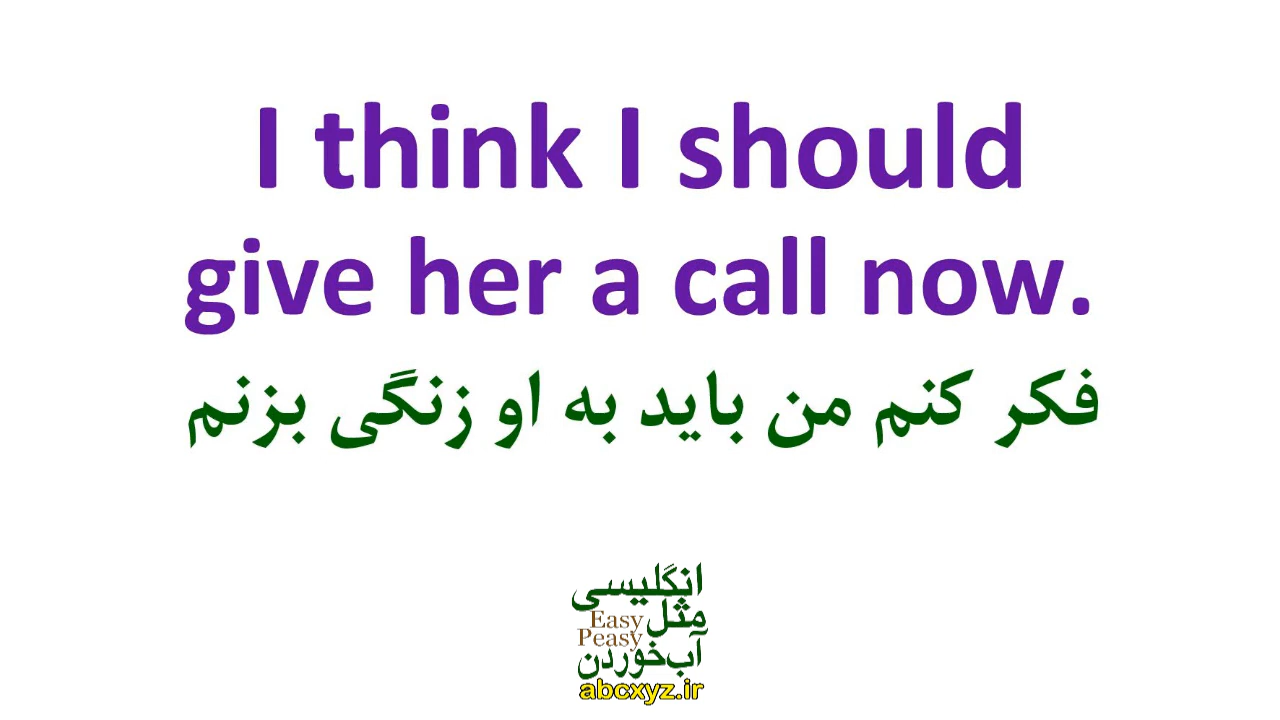 I think I should
give her a call now.
فکر کنم من باید به او زنگی بزنم
انگلیسی
مثل
Easy
Peasy
آب‌خوردن
abcxyz.ir